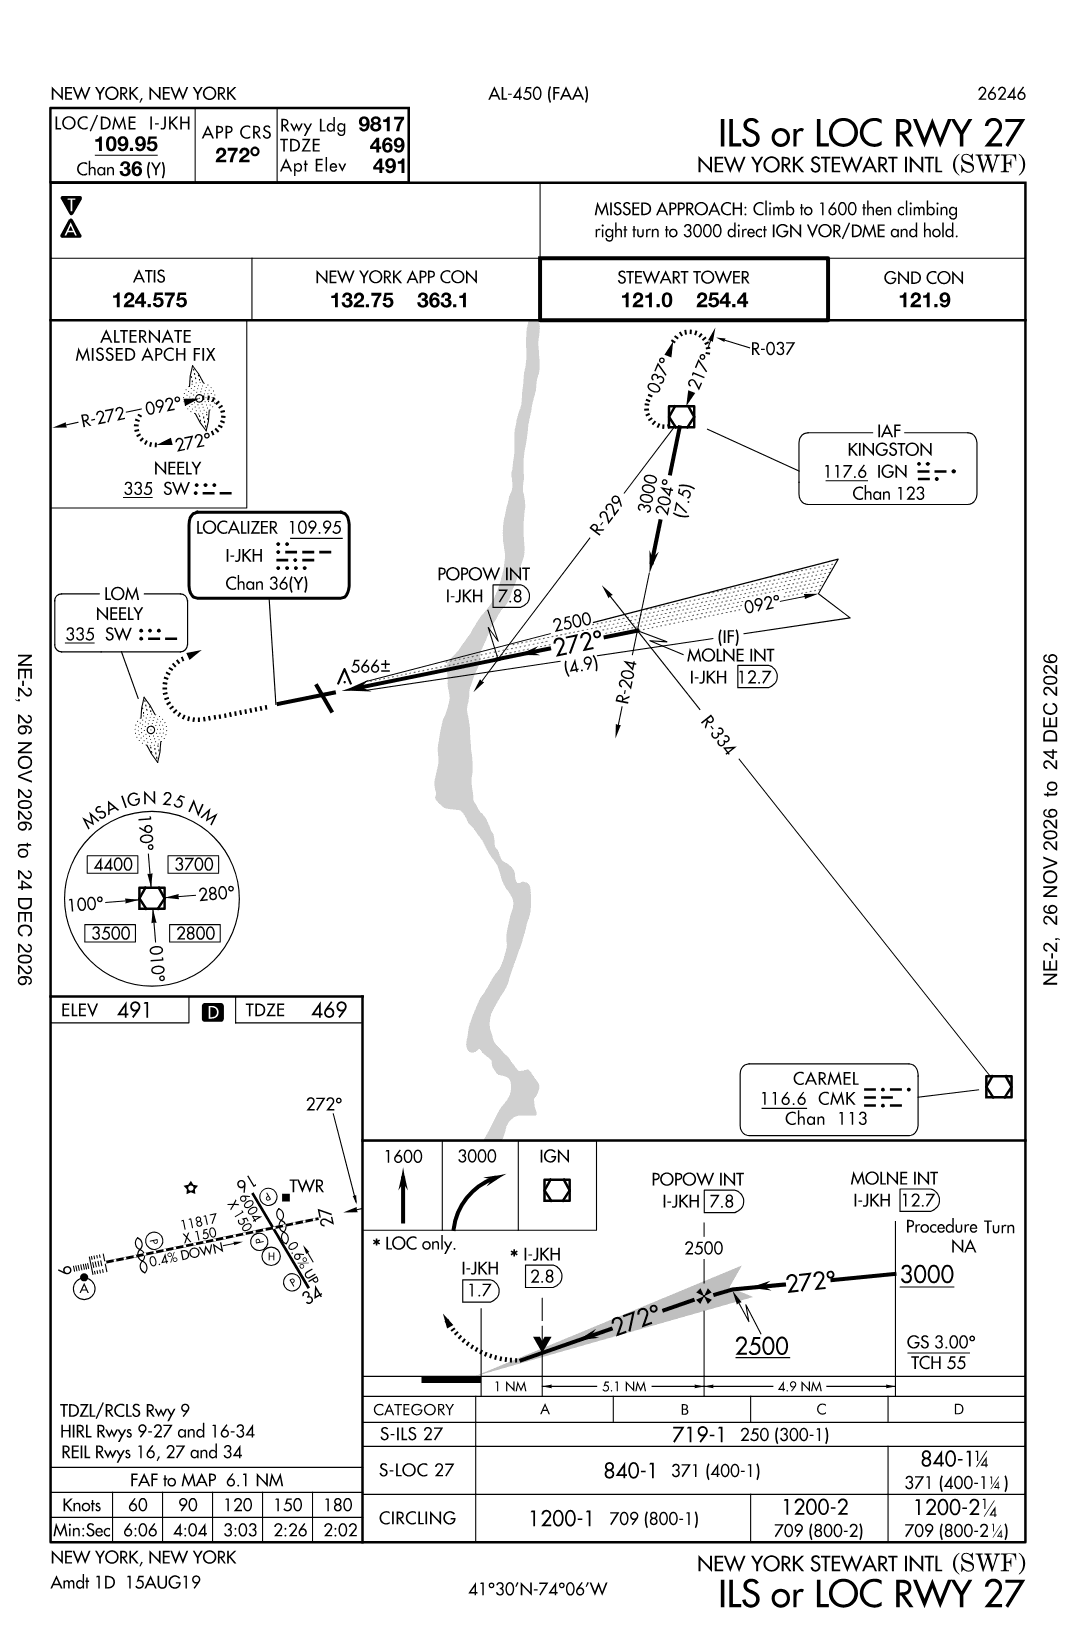 NEW YORK, NEW YORK
AL-450 (FAA)
26246
LOC/DME I-JKH
109.95
Chan 36 (Y)
APP CRS
272°
Rwy Ldg 9817
TDZE 469
Apt Elev 491
ILS or LOC RWY 27
NEW YORK STEWART INTL (SWF)
T
A
MISSED APPROACH: Climb to 1600 then climbing
right turn to 3000 direct IGN VOR/DME and hold.
ATIS
124.575
NEW YORK APP CON
132.75 363.1
STEWART TOWER
121.0 254.4
GND CON
121.9
ALTERNATE
MISSED APCH FIX
R-272
092°
272°
NEELY
335 SW
R-037
037°
217°
IAF
KINGSTON
117.6 IGN
Chan 123
3000
204°
(7.5)
R-229
LOCALIZER 109.95
I-JKH
Chan 36(Y)
POPOW INT
I-JKH 7.8
LOM
NEELY
335 SW
2500
272°
(4.9)
092°
(IF)
MOLNE INT
I-JKH 12.7
566±
R-204
R-334
MSA IGN 25 NM
190°
4400
3700
100°
280°
3500
2800
010°
CARMEL
116.6 CMK
Chan 113
NE-2, 26 NOV 2026 to 24 DEC 2026
NE-2, 26 NOV 2026 to 24 DEC 2026
ELEV 491
D
TDZE 469
272°
TWR
16
6004
X 150
P
27
11817
X 150
P
0.4% DOWN
P
H
0.6% UP
P
34
9
A
TDZL/RCLS Rwy 9
HIRL Rwys 9-27 and 16-34
REIL Rwys 16, 27 and 34
FAF to MAP 6.1 NM
Knots 60 90 120 150 180
Min:Sec 6:06 4:04 3:03 2:26 2:02
1600
3000
IGN
* LOC only.
I-JKH
1.7
* I-JKH
2.8
POPOW INT
I-JKH 7.8
2500
MOLNE INT
I-JKH 12.7
Procedure Turn
NA
272°
3000
272°
2500
GS 3.00°
TCH 55
1 NM
5.1 NM
4.9 NM
CATEGORY A B C D
S-ILS 27 719-1 250 (300-1)
S-LOC 27 840-1 371 (400-1)
840-1¼
371 (400-1¼)
CIRCLING 1200-1 709 (800-1)
1200-2
709 (800-2)
1200-2¼
709 (800-2¼)
NEW YORK, NEW YORK
Amdt 1D 15AUG19
41°30'N-74°06'W
NEW YORK STEWART INTL (SWF)
ILS or LOC RWY 27